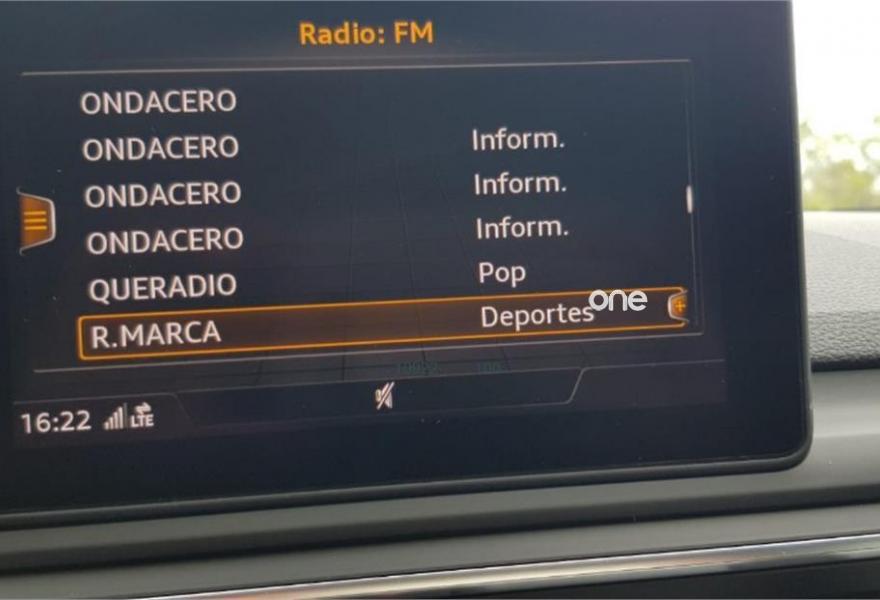 Radio: FM
ONDACERO
ONDACERO Inform.
ONDACERO Inform.
ONDACERO Inform.
QUERADIO Pop
R.MARCA Deportes
one
16:22 LTE